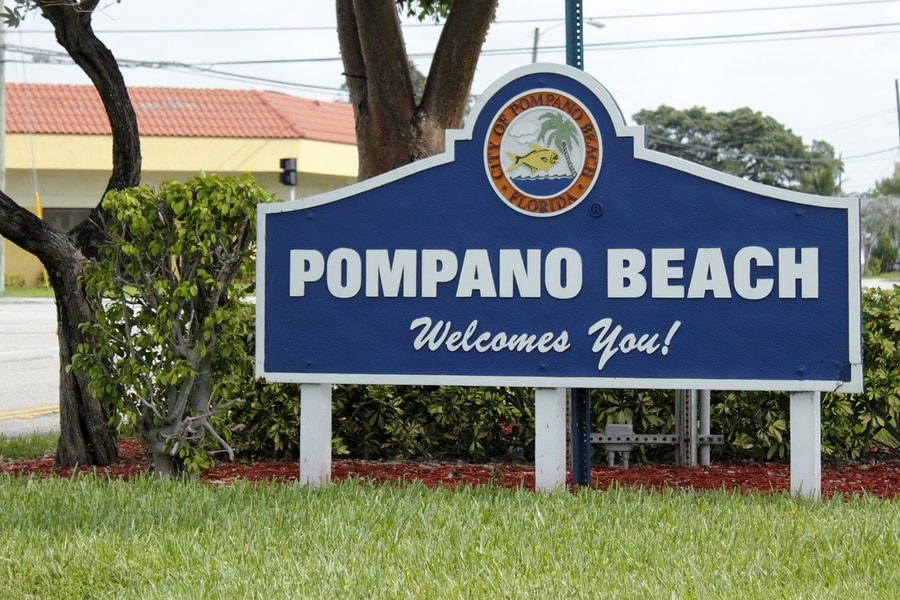 CITY OF POMPANO BEACH
FLORIDA
®
POMPANO BEACH
Welcomes You!